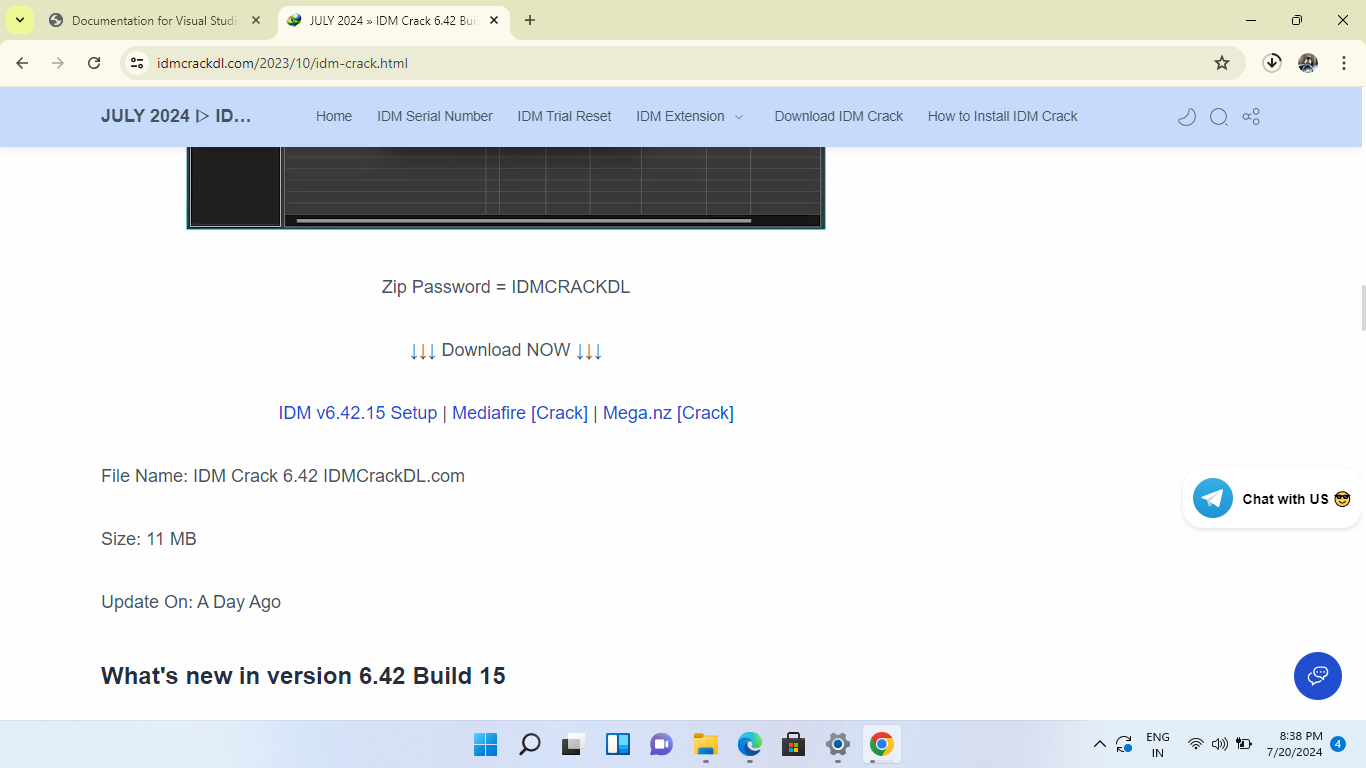 Documentation for Visual Studi
JULY 2024 » IDM Crack 6.42 Bui
idmcrackdl.com/2023/10/idm-crack.html
JULY 2024 ▷ ID...
Home
IDM Serial Number
IDM Trial Reset
IDM Extension
Download IDM Crack
How to Install IDM Crack
Zip Password = IDMCRACKDL
↓↓↓ Download NOW ↓↓↓
IDM v6.42.15 Setup | Mediafire [Crack] | Mega.nz [Crack]
File Name: IDM Crack 6.42 IDMCrackDL.com
Chat with US 😎
Size: 11 MB
Update On: A Day Ago
What's new in version 6.42 Build 15
ENG
IN
8:38 PM
7/20/2024
4